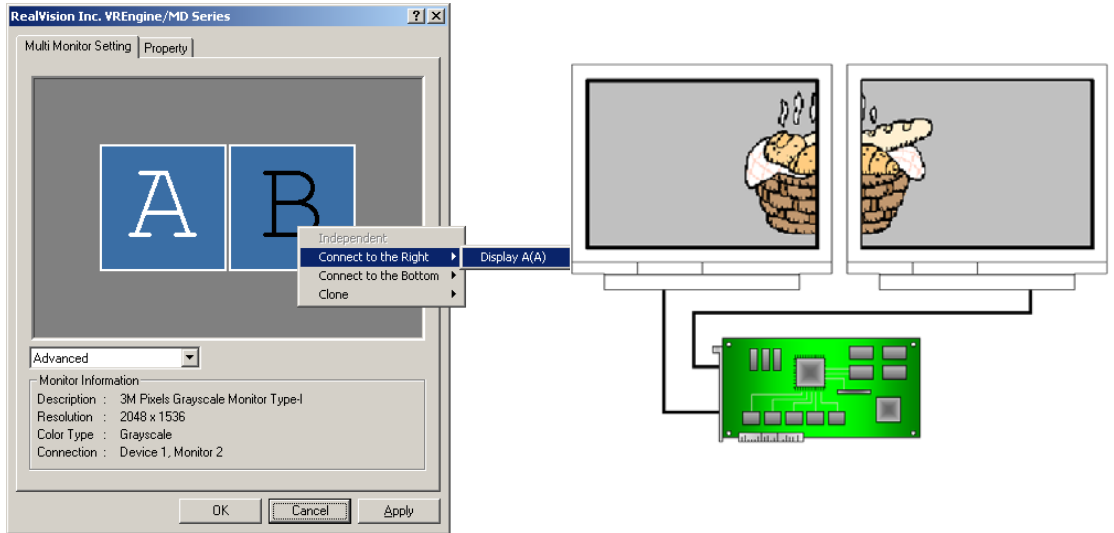 RealVision Inc. VREngine/MD Series
Multi Monitor Setting Property
A B
Independent
Connect to the Right Display A(A)
Connect to the Bottom
Clone
Advanced
Monitor Information
Description : 3M Pixels Grayscale Monitor Type-I
Resolution : 2048 x 1536
Color Type : Grayscale
Connection : Device 1, Monitor 2
OK Cancel Apply